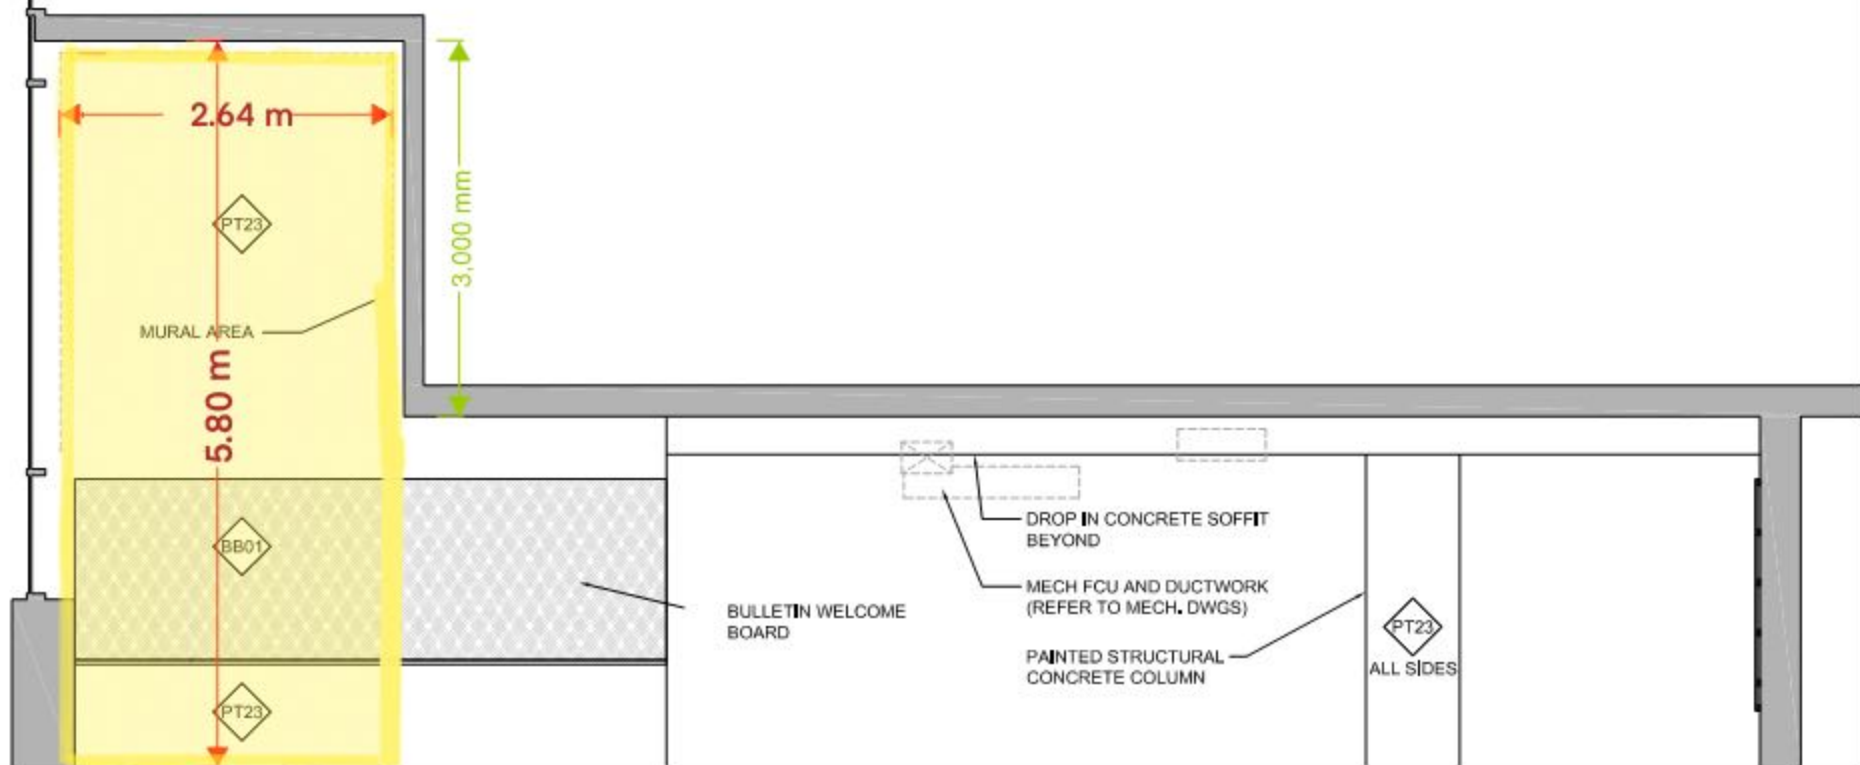 2.64 m
3,000 mm
PT23
MURAL AREA
5.80 m
BB01
BULLETIN WELCOME
BOARD
PT23
DROP IN CONCRETE SOFFIT
BEYOND
MECH FCU AND DUCTWORK
(REFER TO MECH. DWGS)
PAINTED STRUCTURAL
CONCRETE COLUMN
PT23
ALL SIDES